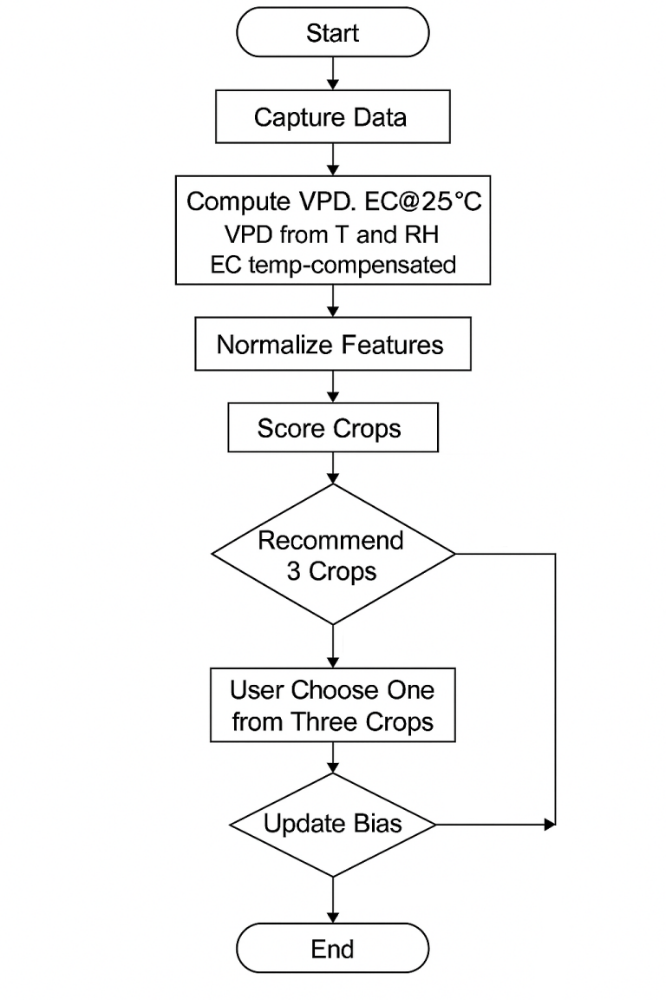 Start
Capture Data
Compute VPD. EC@25°C
VPD from T and RH
EC temp-compensated
Normalize Features
Score Crops
Recommend
3 Crops
User Choose One
from Three Crops
Update Bias
End